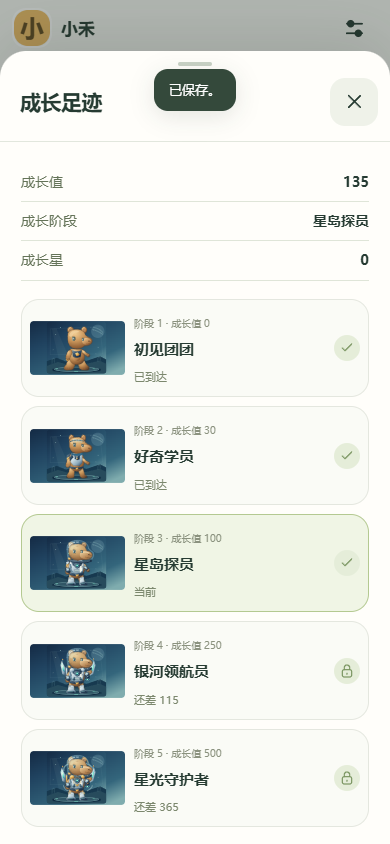 小 小禾
已保存。
成长足迹
成长值 135
成长阶段 星岛探员
成长星 0
阶段 1 · 成长值 0
初见团团
已到达
阶段 2 · 成长值 30
好奇学员
已到达
阶段 3 · 成长值 100
星岛探员
当前
阶段 4 · 成长值 250
银河领航员
还差 115
阶段 5 · 成长值 500
星光守护者
还差 365